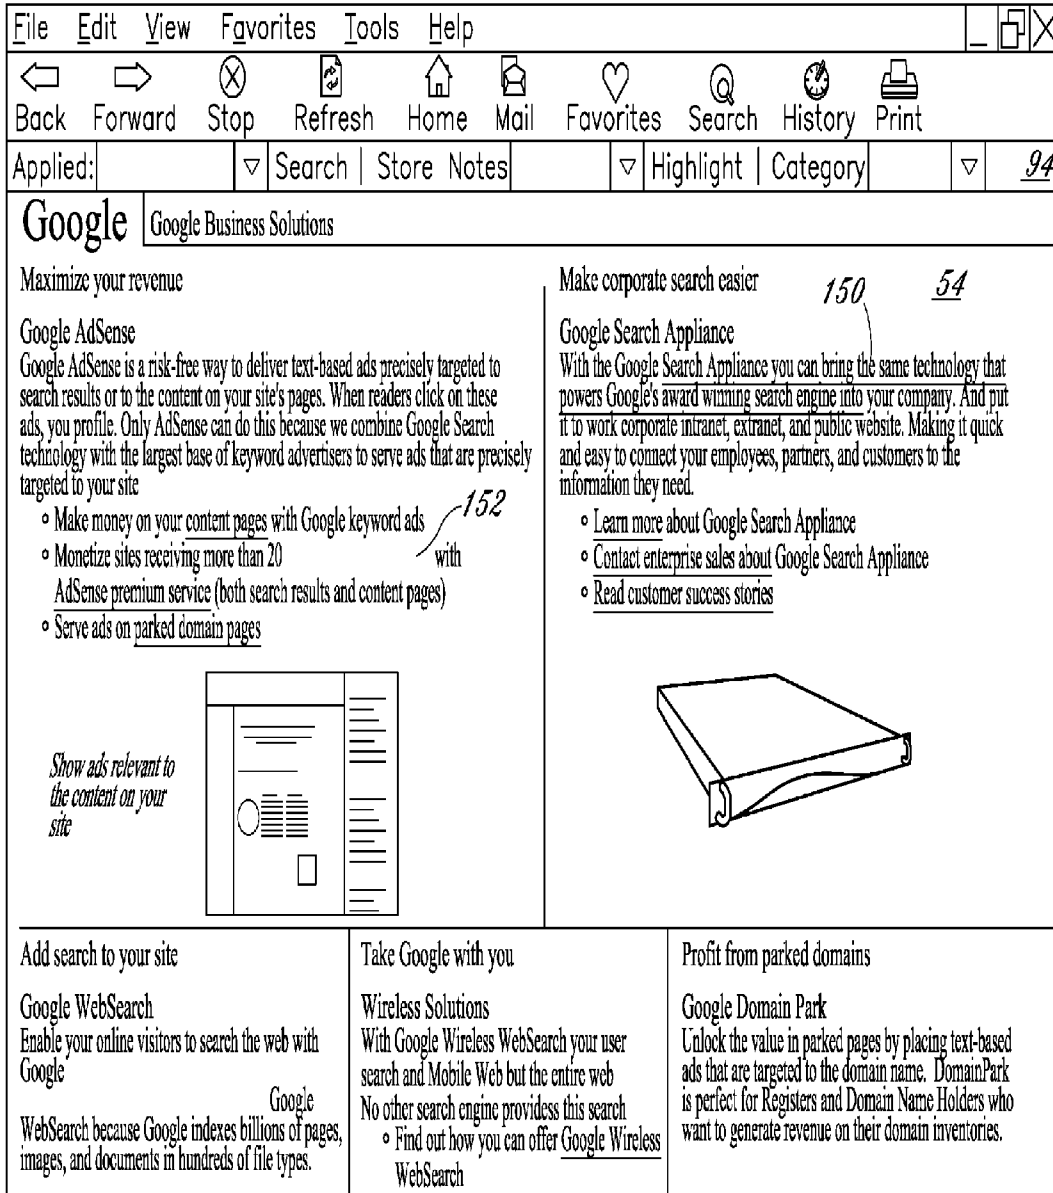 File Edit View Favorites Tools Help
Back Forward Stop Refresh Home Mail Favorites Search History Print
Applied: Search | Store Notes Highlight | Category 94
Google Google Business Solutions
Maximize your revenue
Google AdSense
Google AdSense is a risk-free way to deliver text-based ads precisely targeted to
search results or to the content on your site's pages. When readers click on these
ads, you profile. Only AdSense can do this because we combine Google Search
technology with the largest base of keyword advertisers to serve ads that are precisely
targeted to your site
152
Make money on your content pages with Google keyword ads
Monetize sites receiving more than 20 with
AdSense premium service (both search results and content pages)
Serve ads on parked domain pages
Show ads relevant to
the content on your
site
Make corporate search easier
150
54
Google Search Appliance
With the Google Search Appliance you can bring the same technology that
powers Google's award winning search engine into your company. And put
it to work corporate intranet, extranet, and public website. Making it quick
and easy to connect your employees, partners, and customers to the
information they need.
Learn more about Google Search Appliance
Contact enterprise sales about Google Search Appliance
Read customer success stories
Add search to your site
Google WebSearch
Enable your online visitors to search the web with
Google
Google
WebSearch because Google indexes billions of pages,
images, and documents in hundreds of file types.
Take Google with you
Wireless Solutions
With Google Wireless WebSearch your user
search and Mobile Web but the entire web
No other search engine providess this search
Find out how you can offer Google Wireless
WebSearch
Profit from parked domains
Google Domain Park
Unlock the value in parked pages by placing text-based
ads that are targeted to the domain name. DomainPark
is perfect for Registers and Domain Name Holders who
want to generate revenue on their domain inventories.